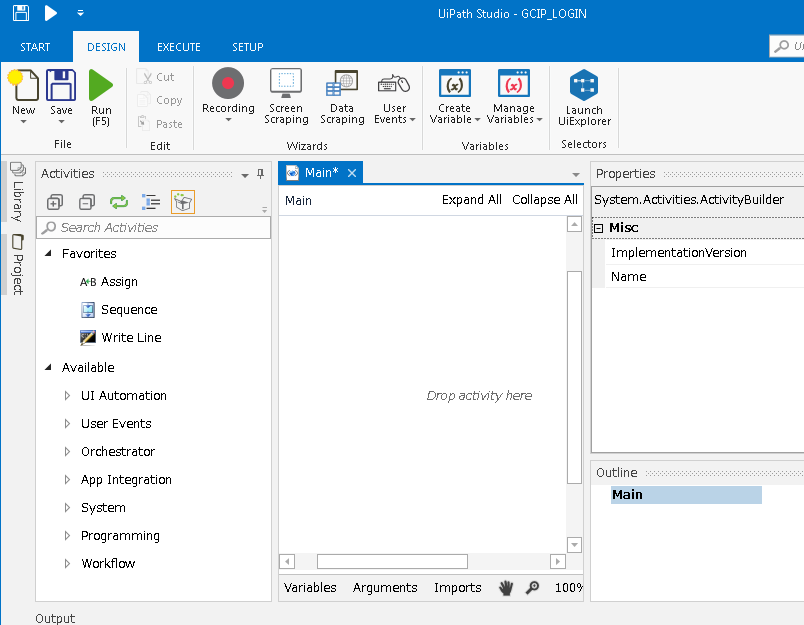 UiPath Studio - GCIP_LOGIN
START DESIGN EXECUTE SETUP
New Save Run (F5)
File
Cut
Copy
Paste
Edit
Recording Screen Scraping Data Scraping User Events
Wizards
Create Variable Manage Variables
Variables
Launch UiExplorer
Selectors
Library
Project
Activities
Search Activities
Favorites
A+B Assign
Sequence
Write Line
Available
UI Automation
User Events
Orchestrator
App Integration
System
Programming
Workflow
Main*
Main Expand All Collapse All
Drop activity here
Variables Arguments Imports 100%
Properties
System.Activities.ActivityBuilder
Misc
ImplementationVersion
Name
Outline
Main
Output